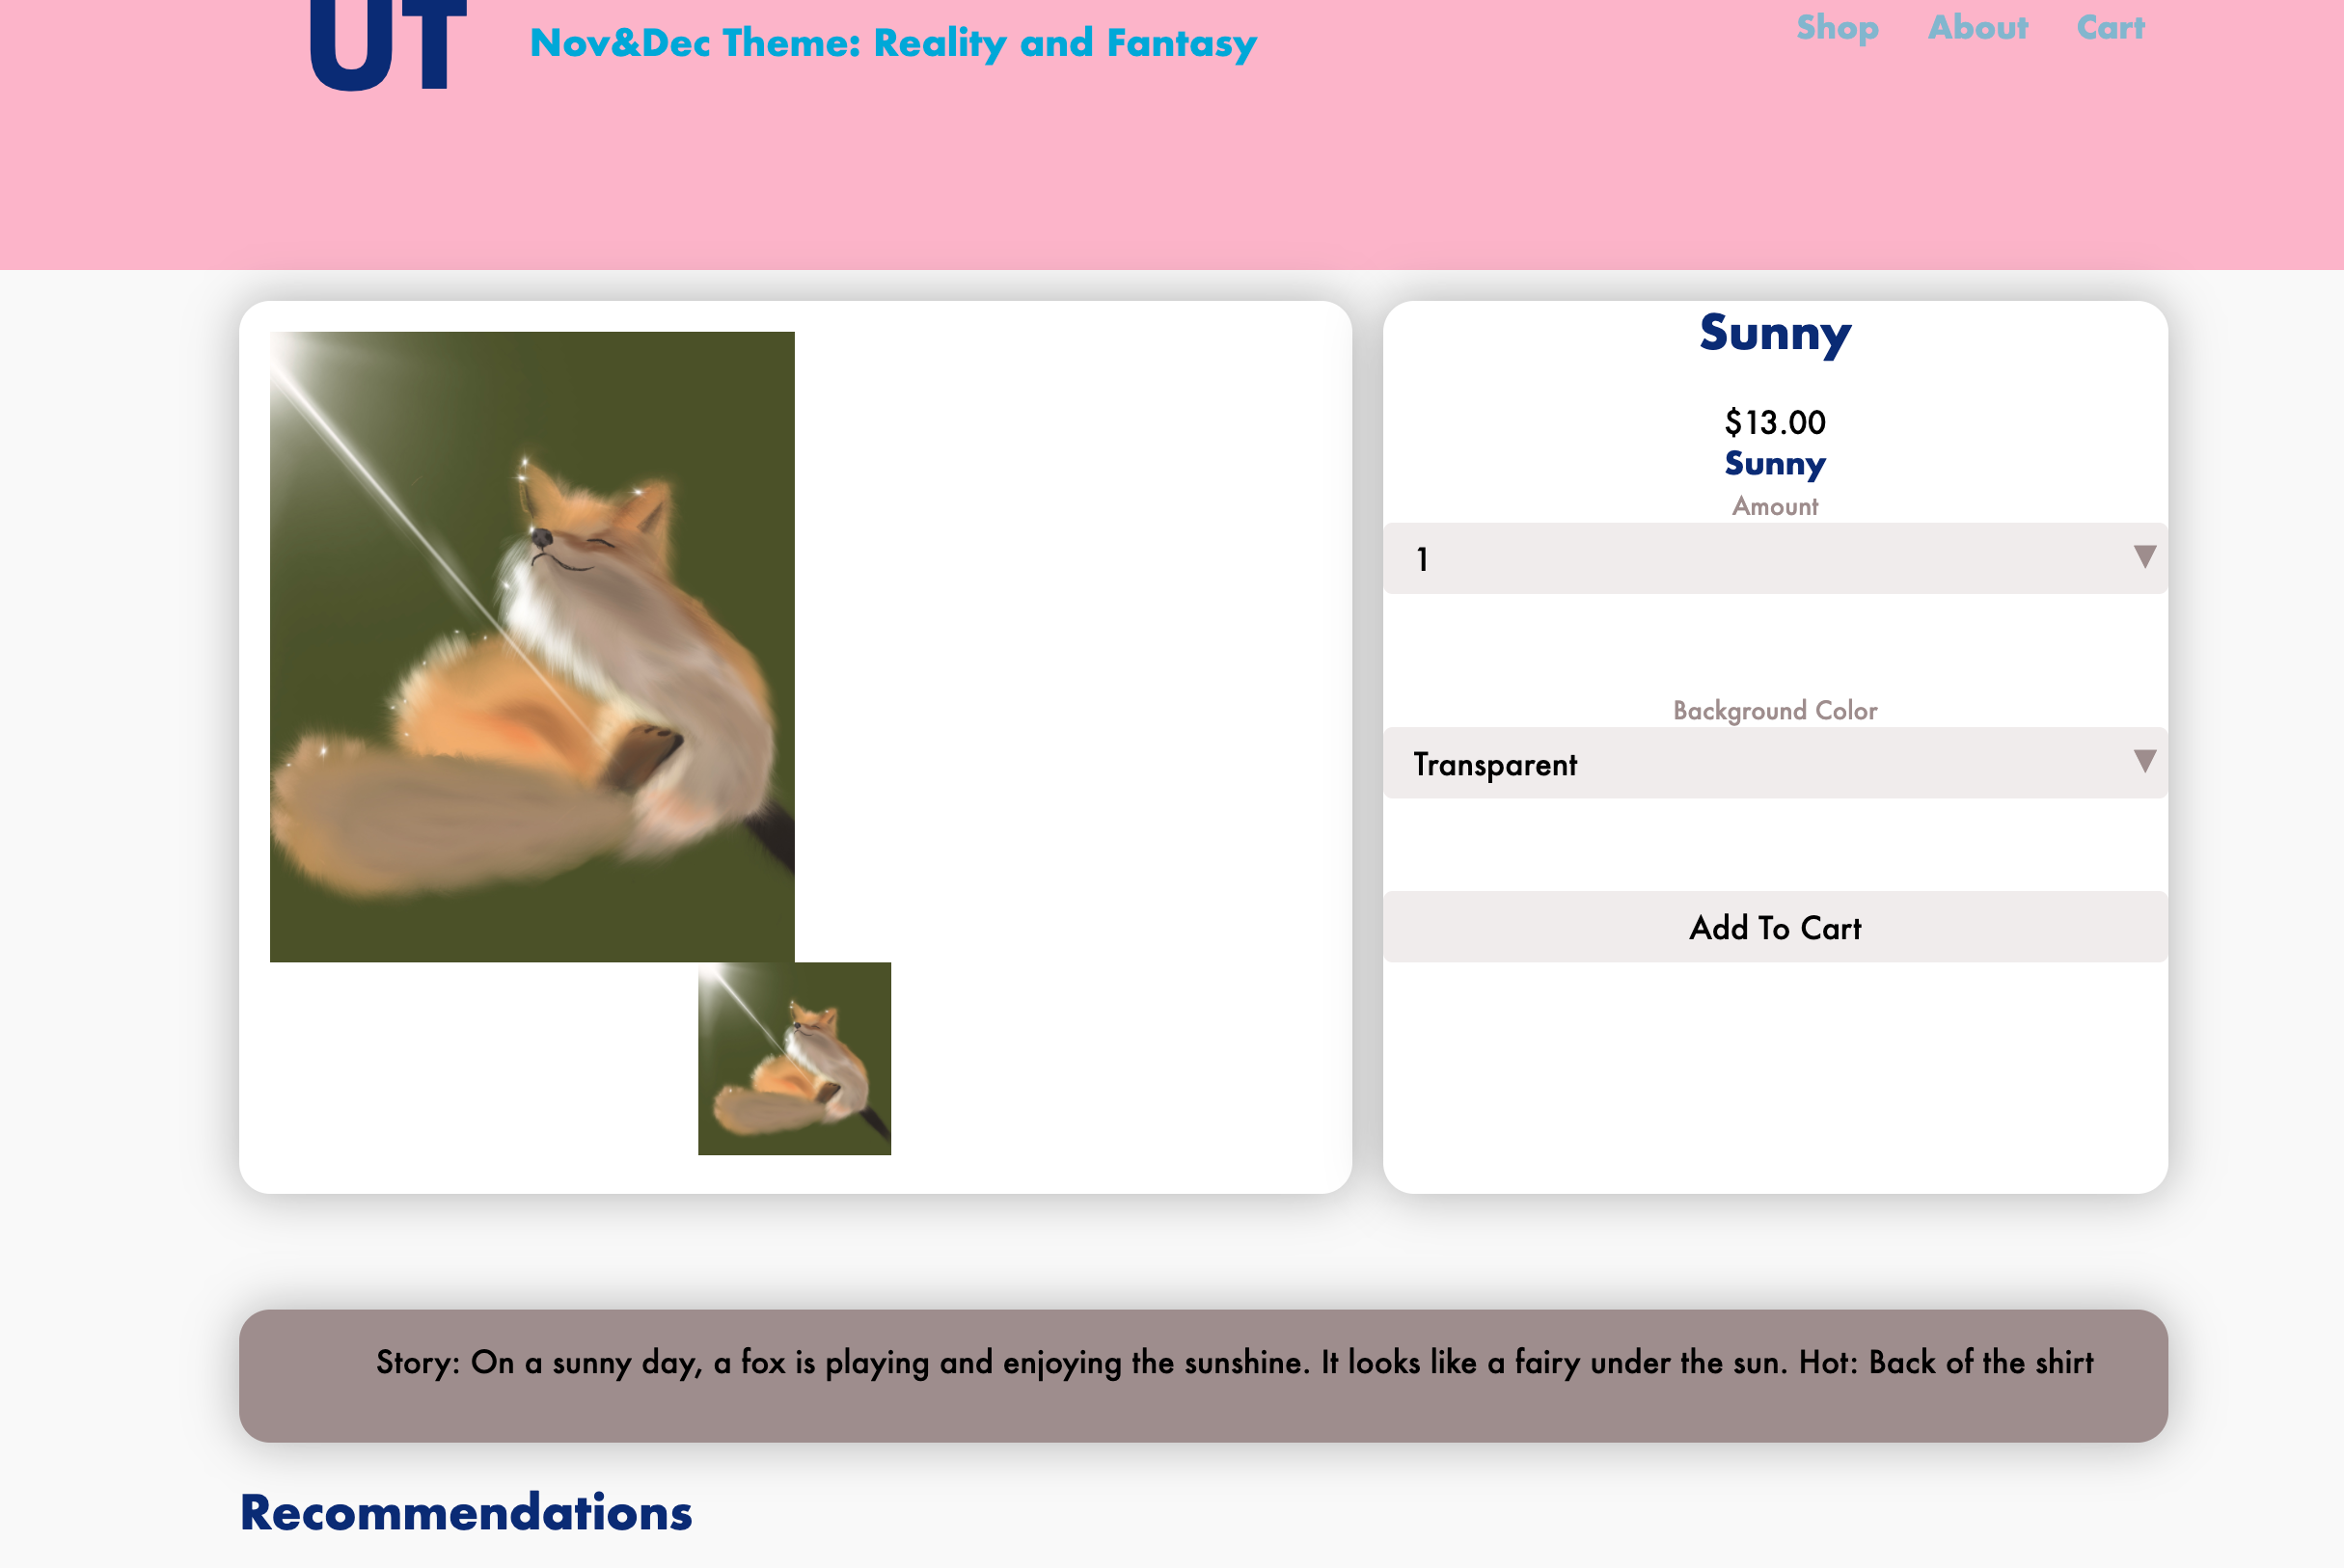 UT
Nov&Dec Theme: Reality and Fantasy
Shop About Cart
Sunny
$13.00
Sunny
Amount
1
Background Color
Transparent
Add To Cart
Story: On a sunny day, a fox is playing and enjoying the sunshine. It looks like a fairy under the sun. Hot: Back of the shirt
Recommendations